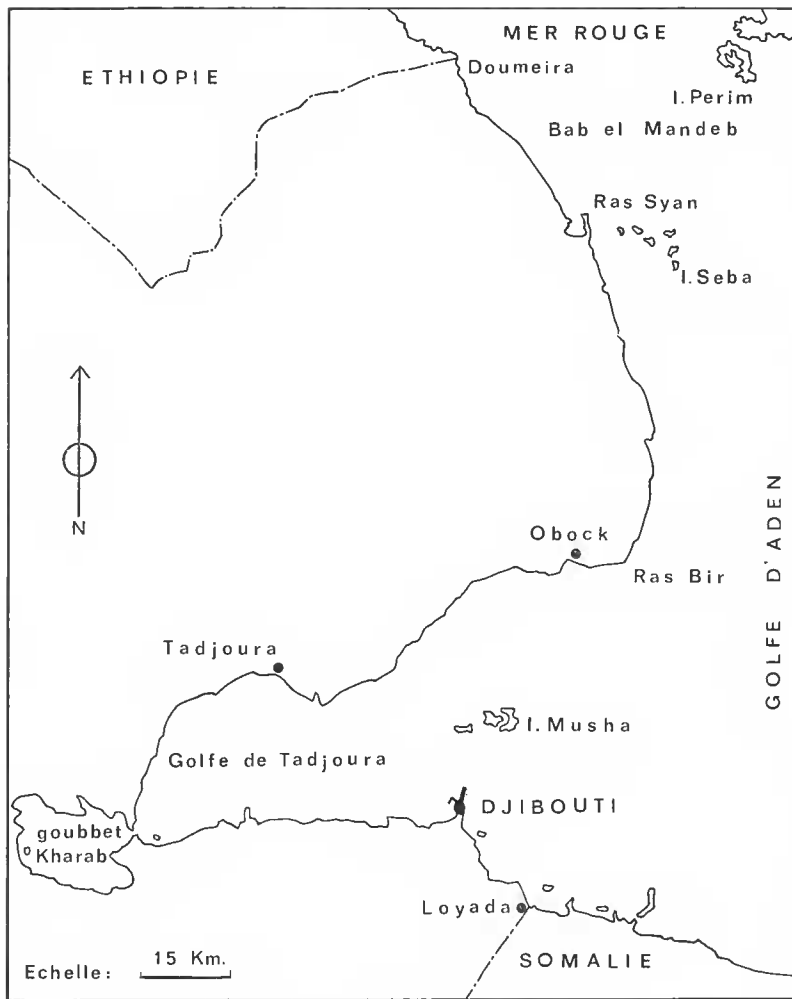 MER ROUGE
ETHIOPIE
Doumeira
I. Perim
Bab el Mandeb
Ras Syan
I. Seba
N
Obock
Ras Bir
GOLFE D'ADEN
Tadjoura
I. Musha
Golfe de Tadjoura
DJIBOUTI
goubbet
Kharab
Loyada
SOMALIE
Echelle: 15 Km.